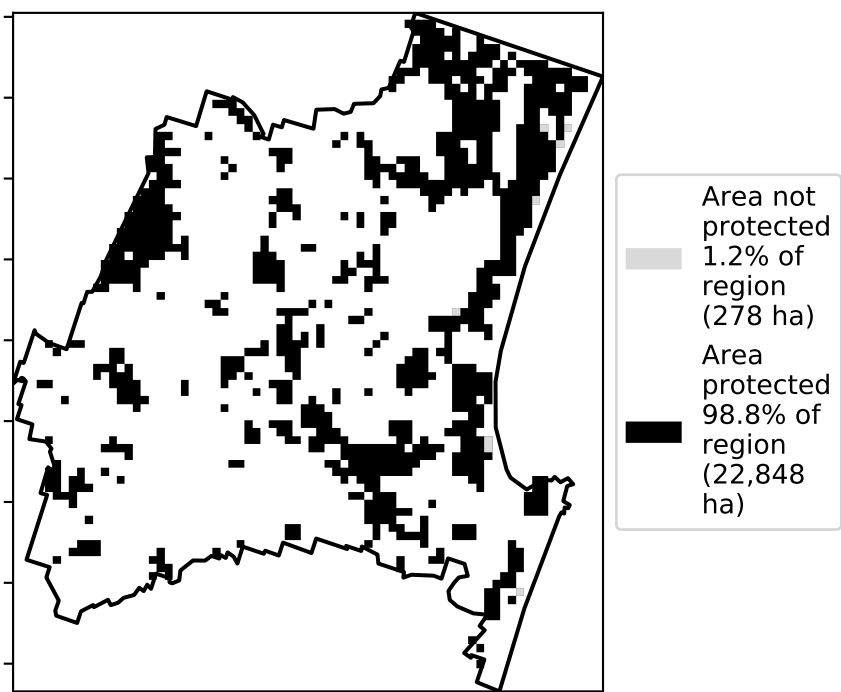 Area not
protected
1.2% of
region
(278 ha)
Area
protected
98.8% of
region
(22,848
ha)